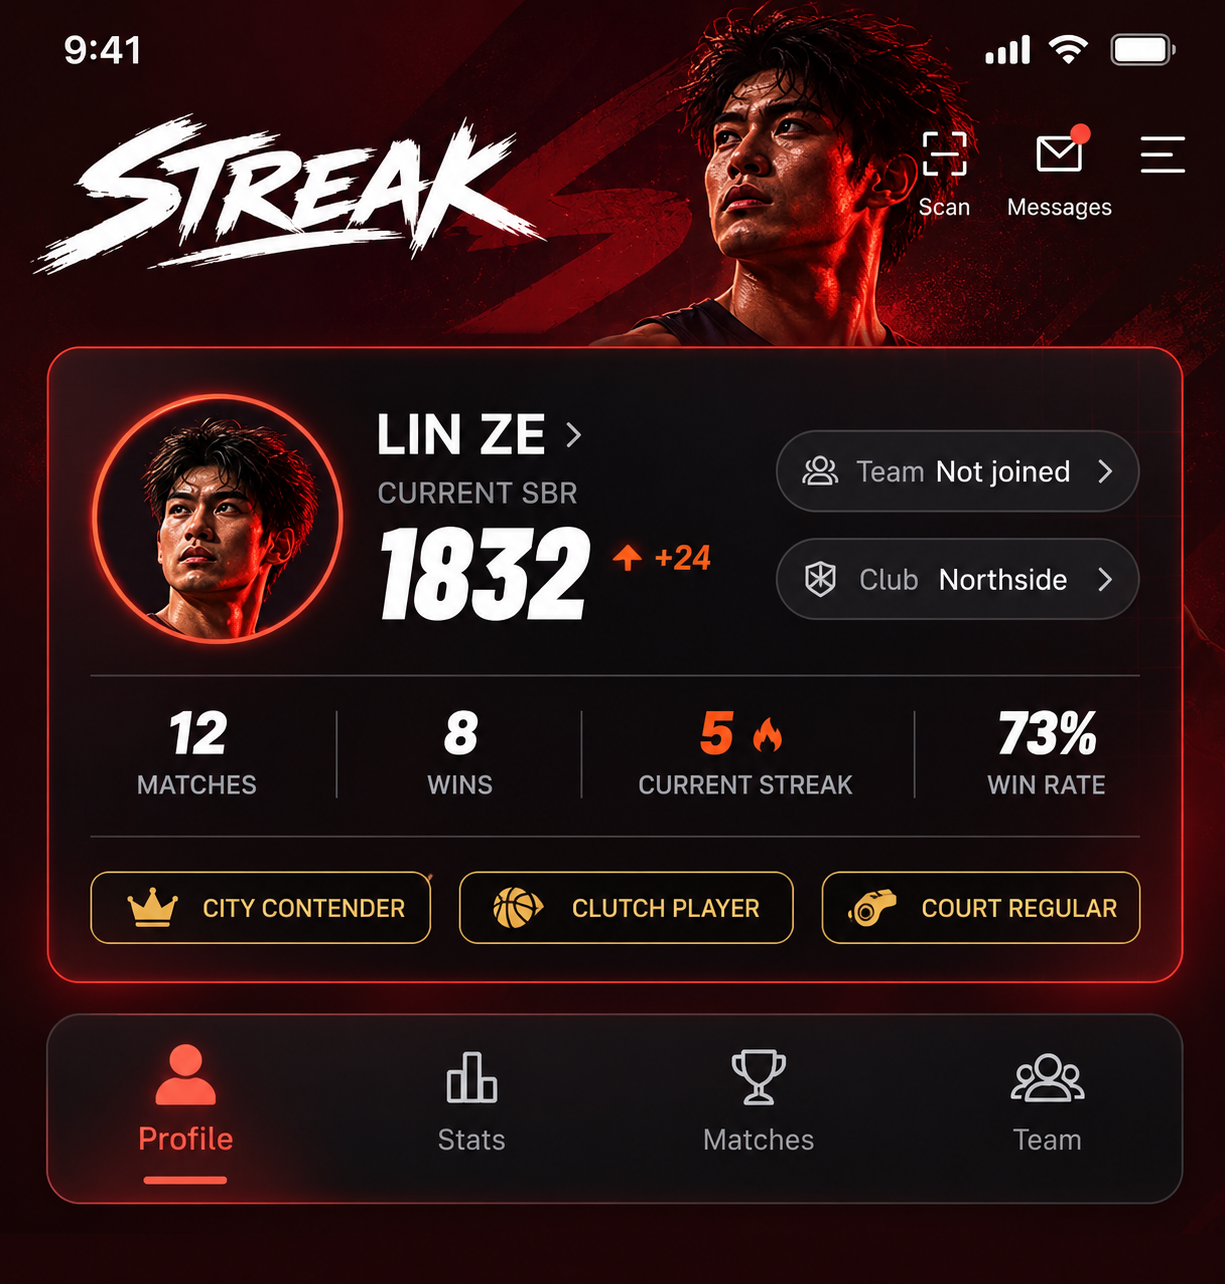 9:41
STREAK
Scan
Messages
LIN ZE
CURRENT SBR
1832
+24
Team Not joined
Club Northside
12
MATCHES
8
WINS
5
CURRENT STREAK
73%
WIN RATE
CITY CONTENDER
CLUTCH PLAYER
COURT REGULAR
Profile
Stats
Matches
Team